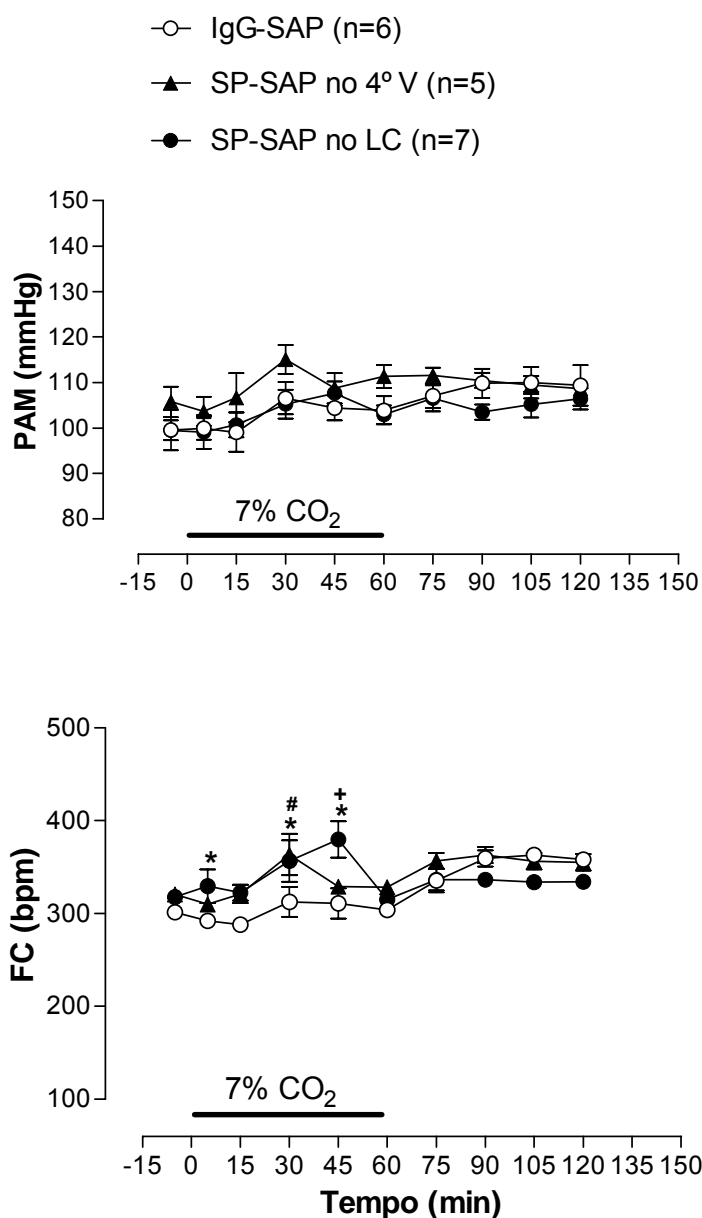 IgG-SAP (n=6)
SP-SAP no 4º V (n=5)
SP-SAP no LC (n=7)
PAM (mmHg)
150
140
130
120
110
100
90
80
7% CO2
-15 0 15 30 45 60 75 90 105 120 135 150
FC (bpm)
500
400
300
200
100
*
#
*
+
*
7% CO2
-15 0 15 30 45 60 75 90 105 120 135 150
Tempo (min)